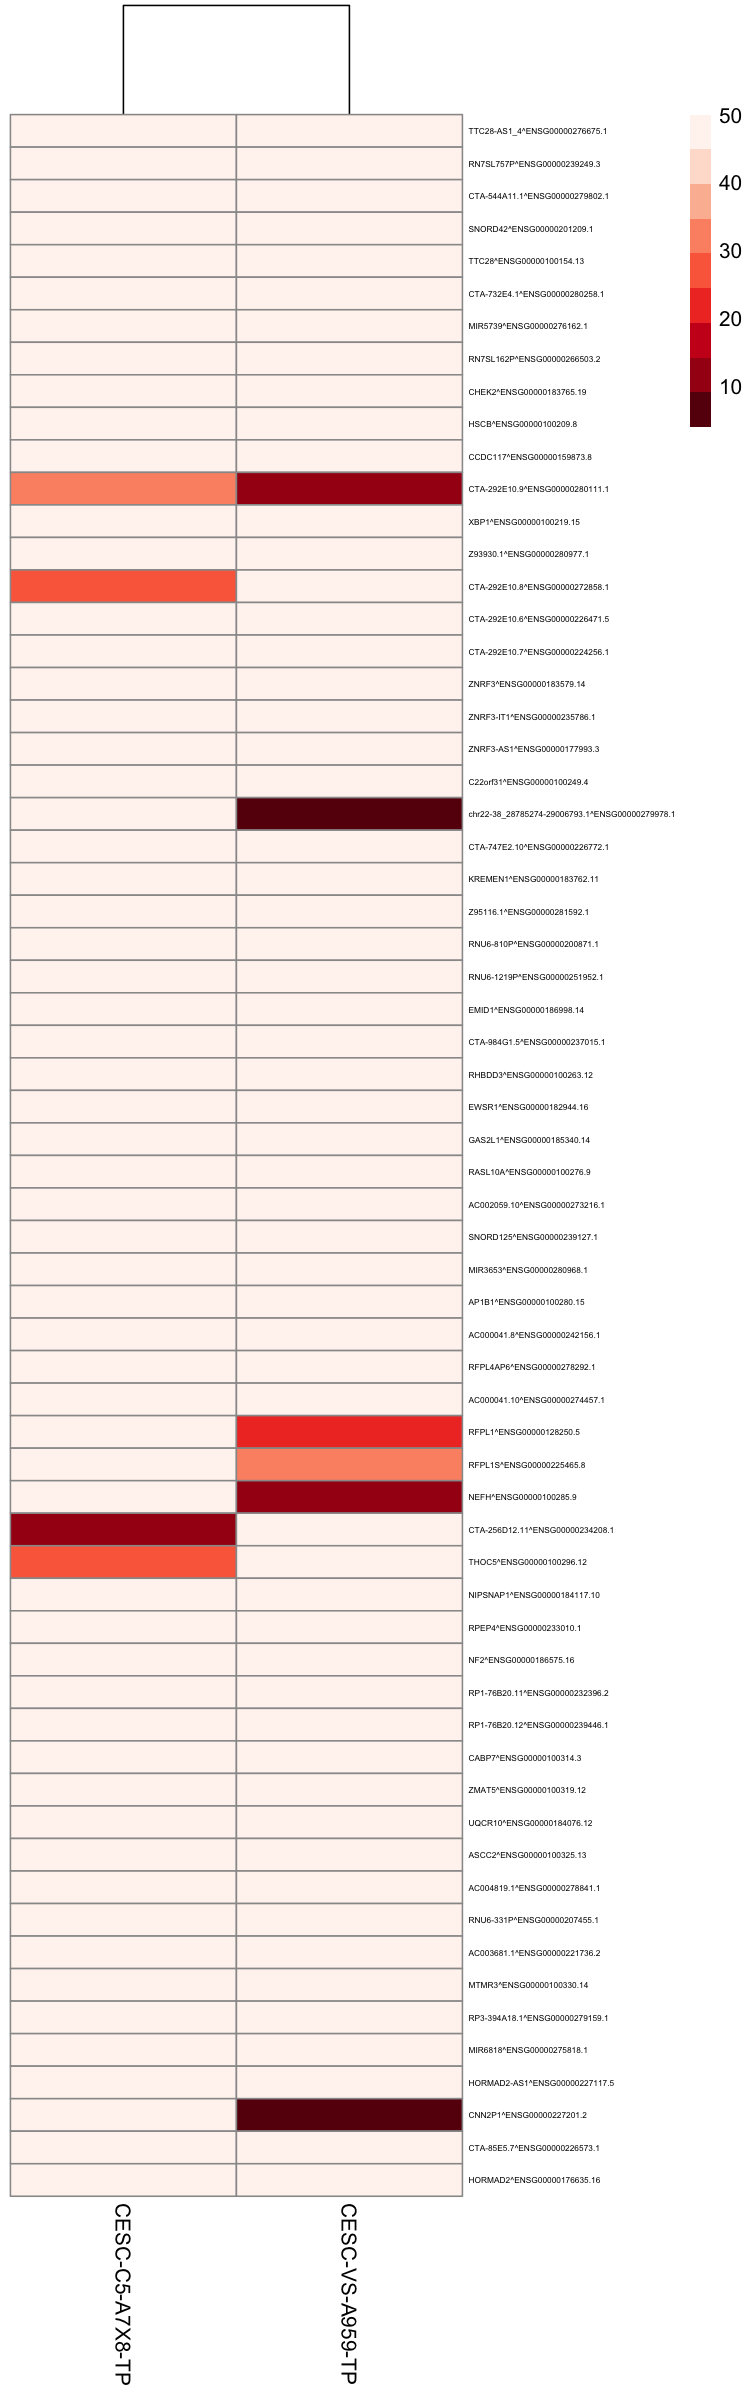 50
40
30
20
10
TTC28-AS1_4^ENSG00000276675.1
RN7SL757P^ENSG00000239249.3
CTA-544A11.1^ENSG00000279802.1
SNORD42^ENSG00000201209.1
TTC28^ENSG00000100154.13
CTA-732E4.1^ENSG00000280258.1
MIR5739^ENSG00000276162.1
RN7SL162P^ENSG00000266503.2
CHEK2^ENSG00000183765.19
HSCB^ENSG00000100209.8
CCDC117^ENSG00000159873.8
CTA-292E10.9^ENSG00000280111.1
XBP1^ENSG00000100219.15
Z93930.1^ENSG00000280977.1
CTA-292E10.8^ENSG00000272858.1
CTA-292E10.6^ENSG00000226471.5
CTA-292E10.7^ENSG00000224256.1
ZNRF3^ENSG00000183579.14
ZNRF3-IT1^ENSG00000235786.1
ZNRF3-AS1^ENSG00000177993.3
C22orf31^ENSG00000100249.4
chr22-38_28785274-29006793.1^ENSG00000279978.1
CTA-747E2.10^ENSG00000226772.1
KREMEN1^ENSG00000183762.11
Z95116.1^ENSG00000281592.1
RNU6-810P^ENSG00000200871.1
RNU6-1219P^ENSG00000251952.1
EMID1^ENSG00000186998.14
CTA-984G1.5^ENSG00000237015.1
RHBDD3^ENSG00000100263.12
EWSR1^ENSG00000182944.16
GAS2L1^ENSG00000185340.14
RASL10A^ENSG00000100276.9
AC002059.10^ENSG00000273216.1
SNORD125^ENSG00000239127.1
MIR3653^ENSG00000280968.1
AP1B1^ENSG00000100280.15
AC000041.8^ENSG00000242156.1
RFPL4AP6^ENSG00000278292.1
AC000041.10^ENSG00000274457.1
RFPL1^ENSG00000128250.5
RFPL1S^ENSG00000225465.8
NEFH^ENSG00000100285.9
CTA-256D12.11^ENSG00000234208.1
THOC5^ENSG00000100296.12
NIPSNAP1^ENSG00000184117.10
RPEP4^ENSG00000233010.1
NF2^ENSG00000186575.16
RP1-76B20.11^ENSG00000232396.2
RP1-76B20.12^ENSG00000239446.1
CABP7^ENSG00000100314.3
ZMAT5^ENSG00000100319.12
UQCR10^ENSG00000184076.12
ASCC2^ENSG00000100325.13
AC004819.1^ENSG00000278841.1
RNU6-331P^ENSG00000207455.1
AC003681.1^ENSG00000221736.2
MTMR3^ENSG00000100330.14
RP3-394A18.1^ENSG00000279159.1
MIR6818^ENSG00000275818.1
HORMAD2-AS1^ENSG00000227117.5
CNN2P1^ENSG00000227201.2
CTA-85E5.7^ENSG00000226573.1
HORMAD2^ENSG00000176635.16
CESC-C5-A7X8-TP
CESC-VS-A959-TP